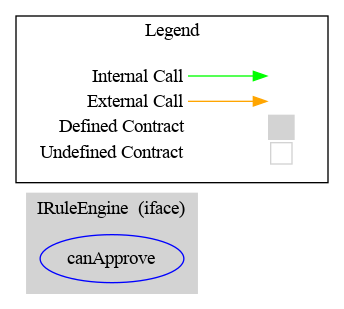 Legend
Internal Call
External Call
Defined Contract
Undefined Contract
IRuleEngine (iface)
canApprove